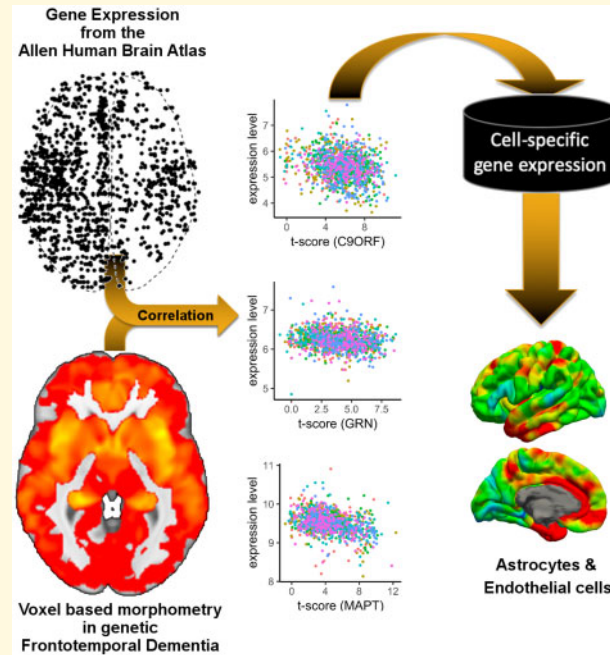 Gene Expression
from the
Allen Human Brain Atlas
expression level
7
6
5
4
0
4
8
t-score (C9ORF)
Cell-specific
gene expression
Correlation
expression level
7
6
5
0.0
2.5
5.0
7.5
t-score (GRN)
expression level
11
10
9
8
0
4
8
12
t-score (MAPT)
Astrocytes &
Endothelial cells
Voxel based morphometry
in genetic
Frontotemporal Dementia